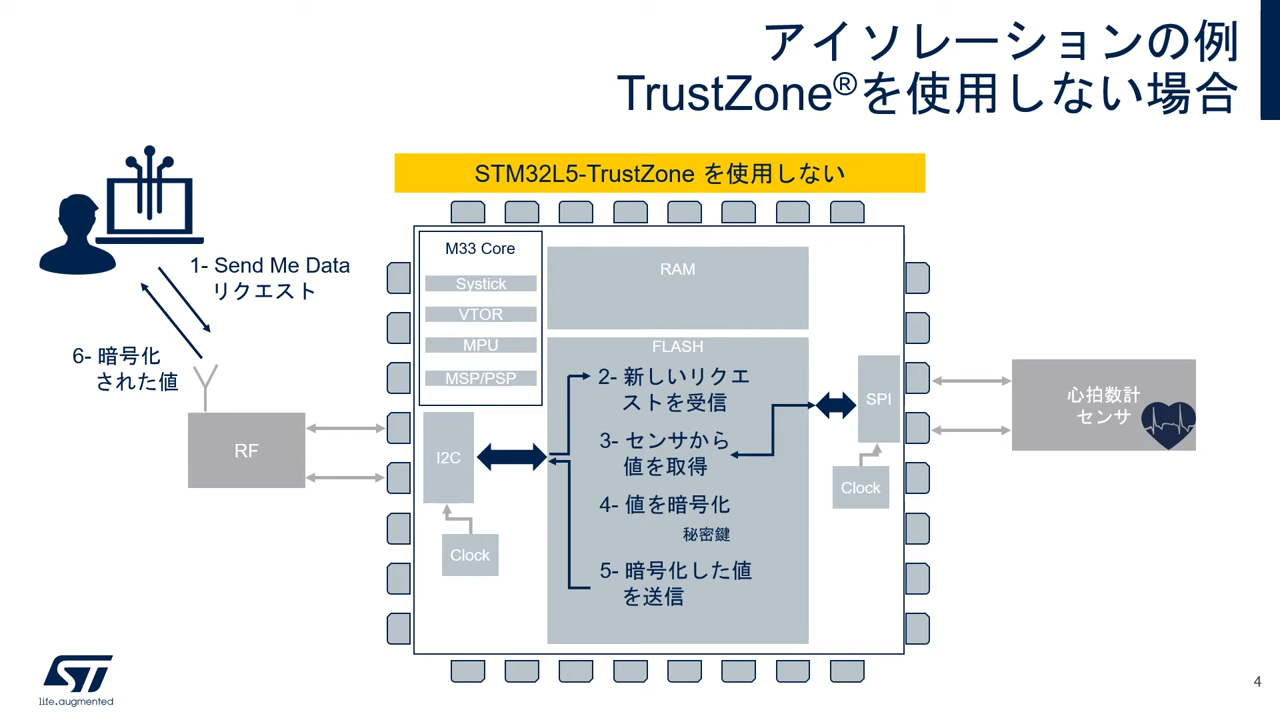 アイソレーションの例
TrustZone®を使用しない場合
STM32L5-TrustZone を使用しない
1- Send Me Data
リクエスト
6- 暗号化
された値
RF
M33 Core
Systick
VTOR
MPU
MSP/PSP
I2C
Clock
RAM
FLASH
2- 新しいリクエ
ストを受信
3- センサから
値を取得
4- 値を暗号化
秘密鍵
5- 暗号化した値
を送信
SPI
Clock
心拍数計
センサ
ST
life.augmented
4